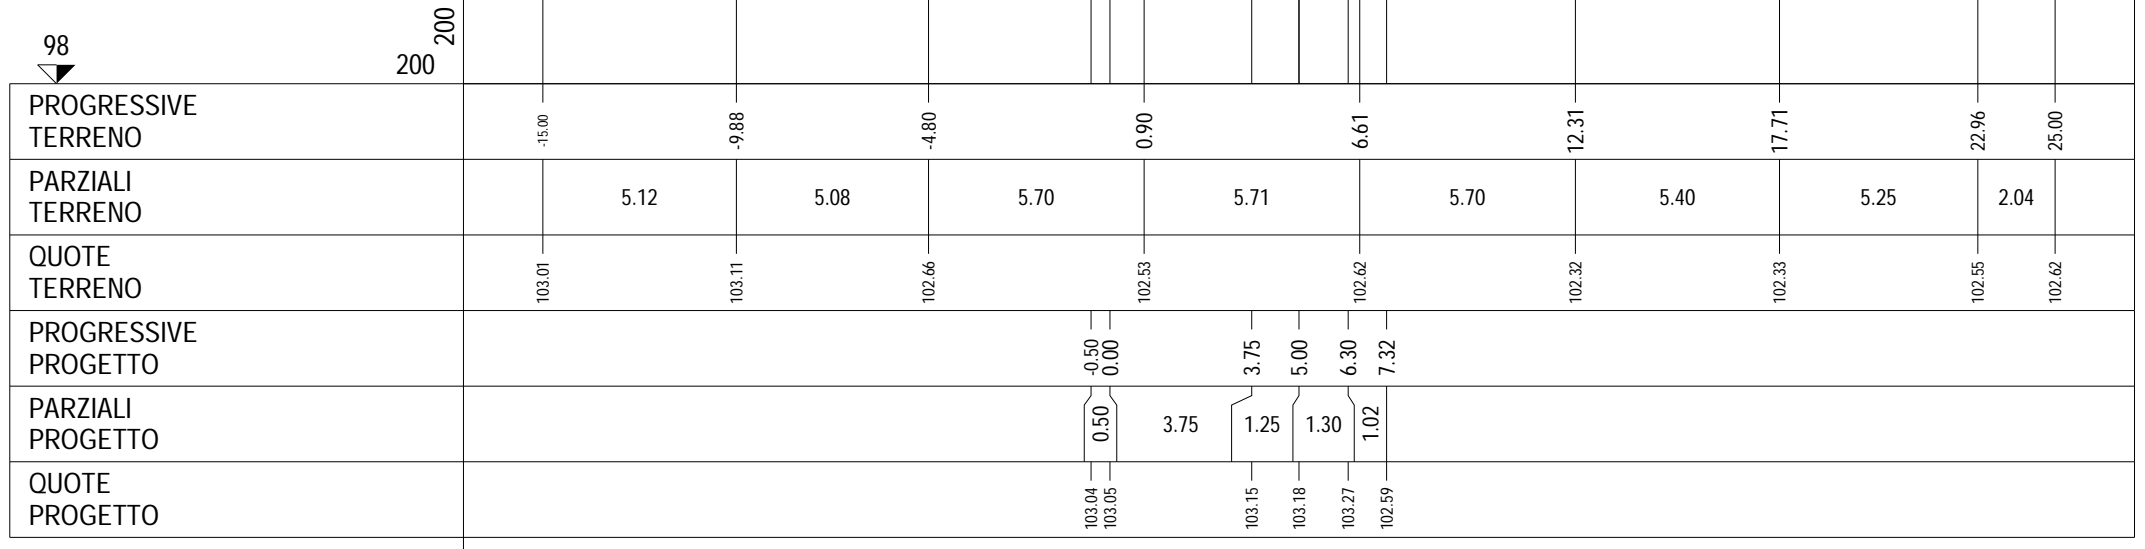 98
200
200
PROGRESSIVE
TERRENO
-15.00 -9.88 -4.80 0.90 6.61 12.31 17.71 22.96 25.00
PARZIALI
TERRENO
5.12 5.08 5.70 5.71 5.70 5.40 5.25 2.04
QUOTE
TERRENO
103.01 103.11 102.66 102.53 102.62 102.32 102.33 102.55 102.62
PROGRESSIVE
PROGETTO
-0.50 0.00 3.75 5.00 6.30 7.32
PARZIALI
PROGETTO
0.50 3.75 1.25 1.30 1.02
QUOTE
PROGETTO
103.04 103.05 103.15 103.18 103.27 102.59